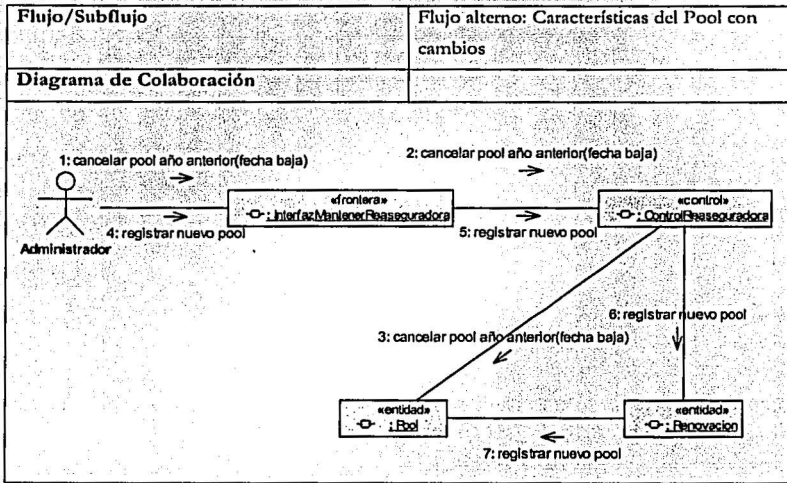 Flujo/Subflujo
Flujo alterno: Características del Pool con
cambios
Diagrama de Colaboración
1: cancelar pool año anterior(fecha baja)
2: cancelar pool año anterior(fecha baja)
«frontera»
: InterfazMantenerReaseguradora
«control»
: ControlReaseguradora
4: registrar nuevo pool
5: registrar nuevo pool
Administrador
6: registrar nuevo pool
3: cancelar pool año anterior(fecha baja)
«entidad»
: Pool
«entidad»
: Renovacion
7: registrar nuevo pool